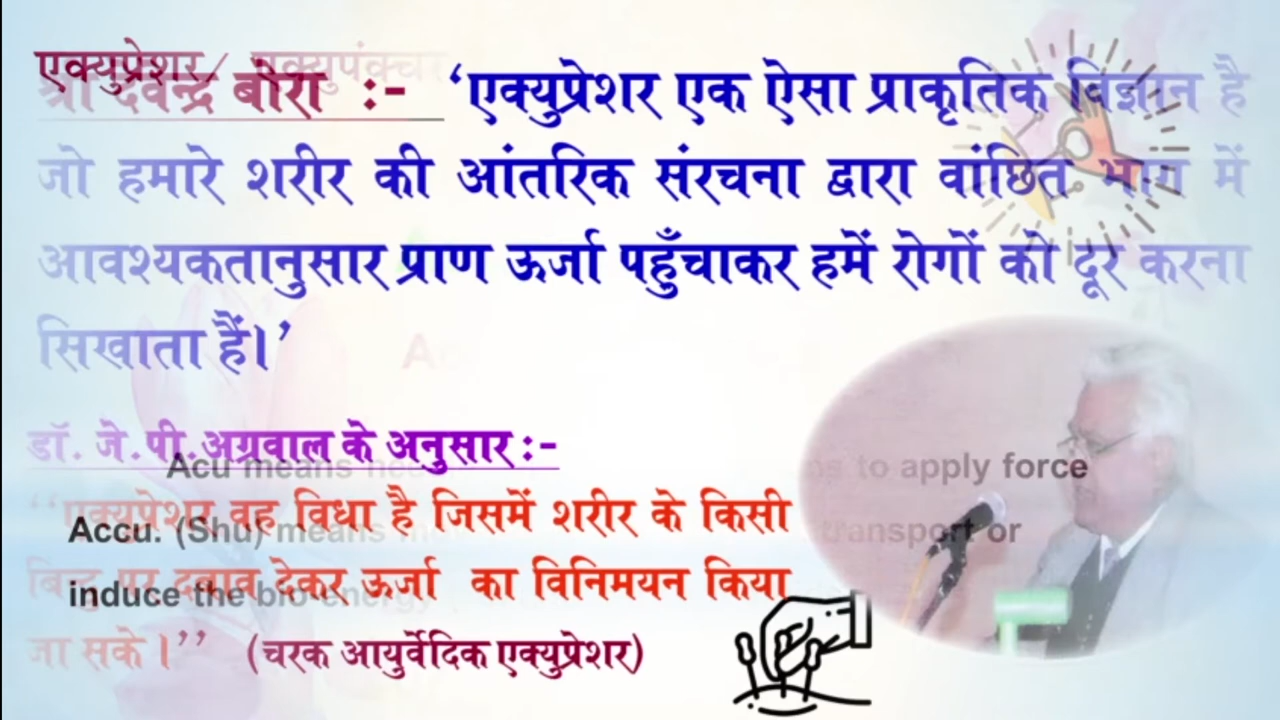 एक्युप्रेशर / एक्युपंक्चर
श्री देवेन्द्र बोरा :- ‘एक्युप्रेशर एक ऐसा प्राकृतिक विज्ञान है
जो हमारे शरीर की आंतरिक संरचना द्वारा वांछित भाग में
आवश्यकतानुसार प्राण ऊर्जा पहुँचाकर हमें रोगों को दूर करना
सिखाता हैं।’
डॉ. जे.पी.अग्रवाल के अनुसार :-
Acu means to apply force
‘‘एक्युप्रेशर वह विधा है जिसमें शरीर के किसी
Accu. (Shu) means transport or
बिन्दु पर दबाव देकर ऊर्जा का विनिमयन किया
induce the bio energy
जा सके।’’ (चरक आयुर्वेदिक एक्युप्रेशर)